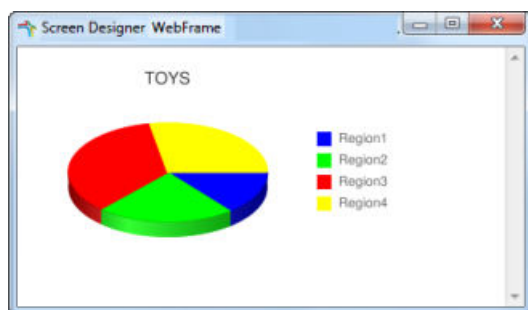 Screen Designer WebFrame
TOYS
Region1
Region2
Region3
Region4